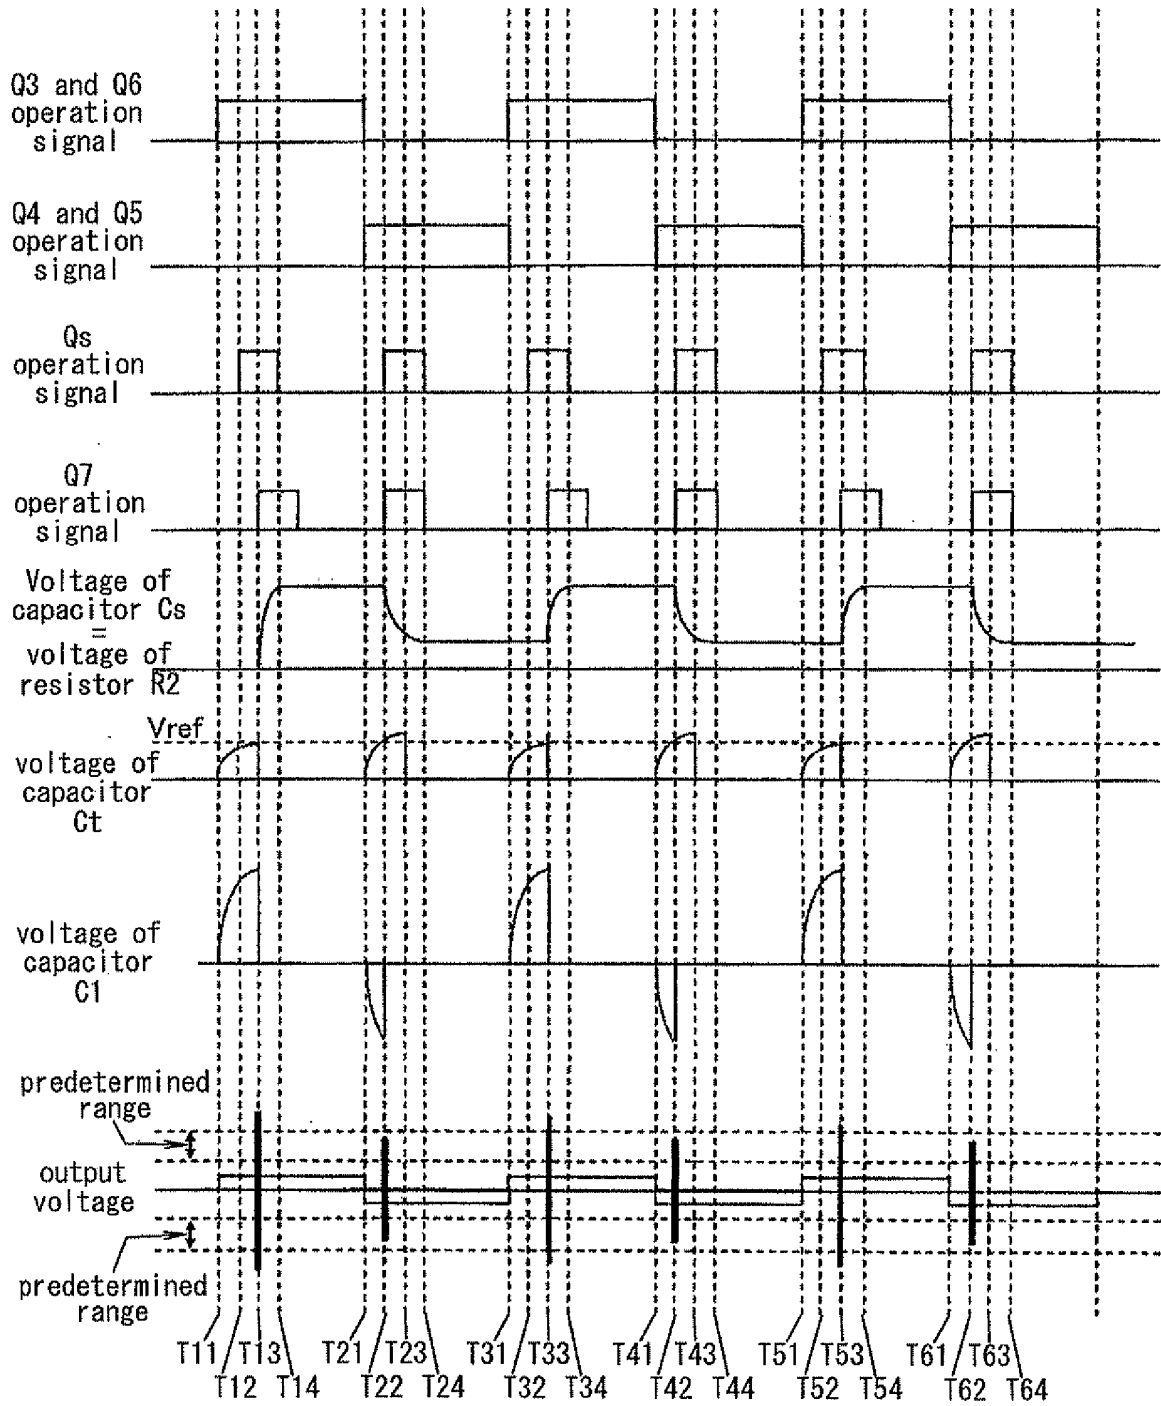 Q3 and Q6
operation
signal
Q4 and Q5
operation
signal
Qs
operation
signal
Q7
operation
signal
Voltage of
capacitor Cs
=
voltage of
resistor R2
Vref
voltage of
capacitor
Ct
voltage of
capacitor
C1
predetermined
range
output
voltage
predetermined
range
T11 T13 T21 T23 T31 T33 T41 T43 T51 T53 T61 T63
T12 T14 T22 T24 T32 T34 T42 T44 T52 T54 T62 T64